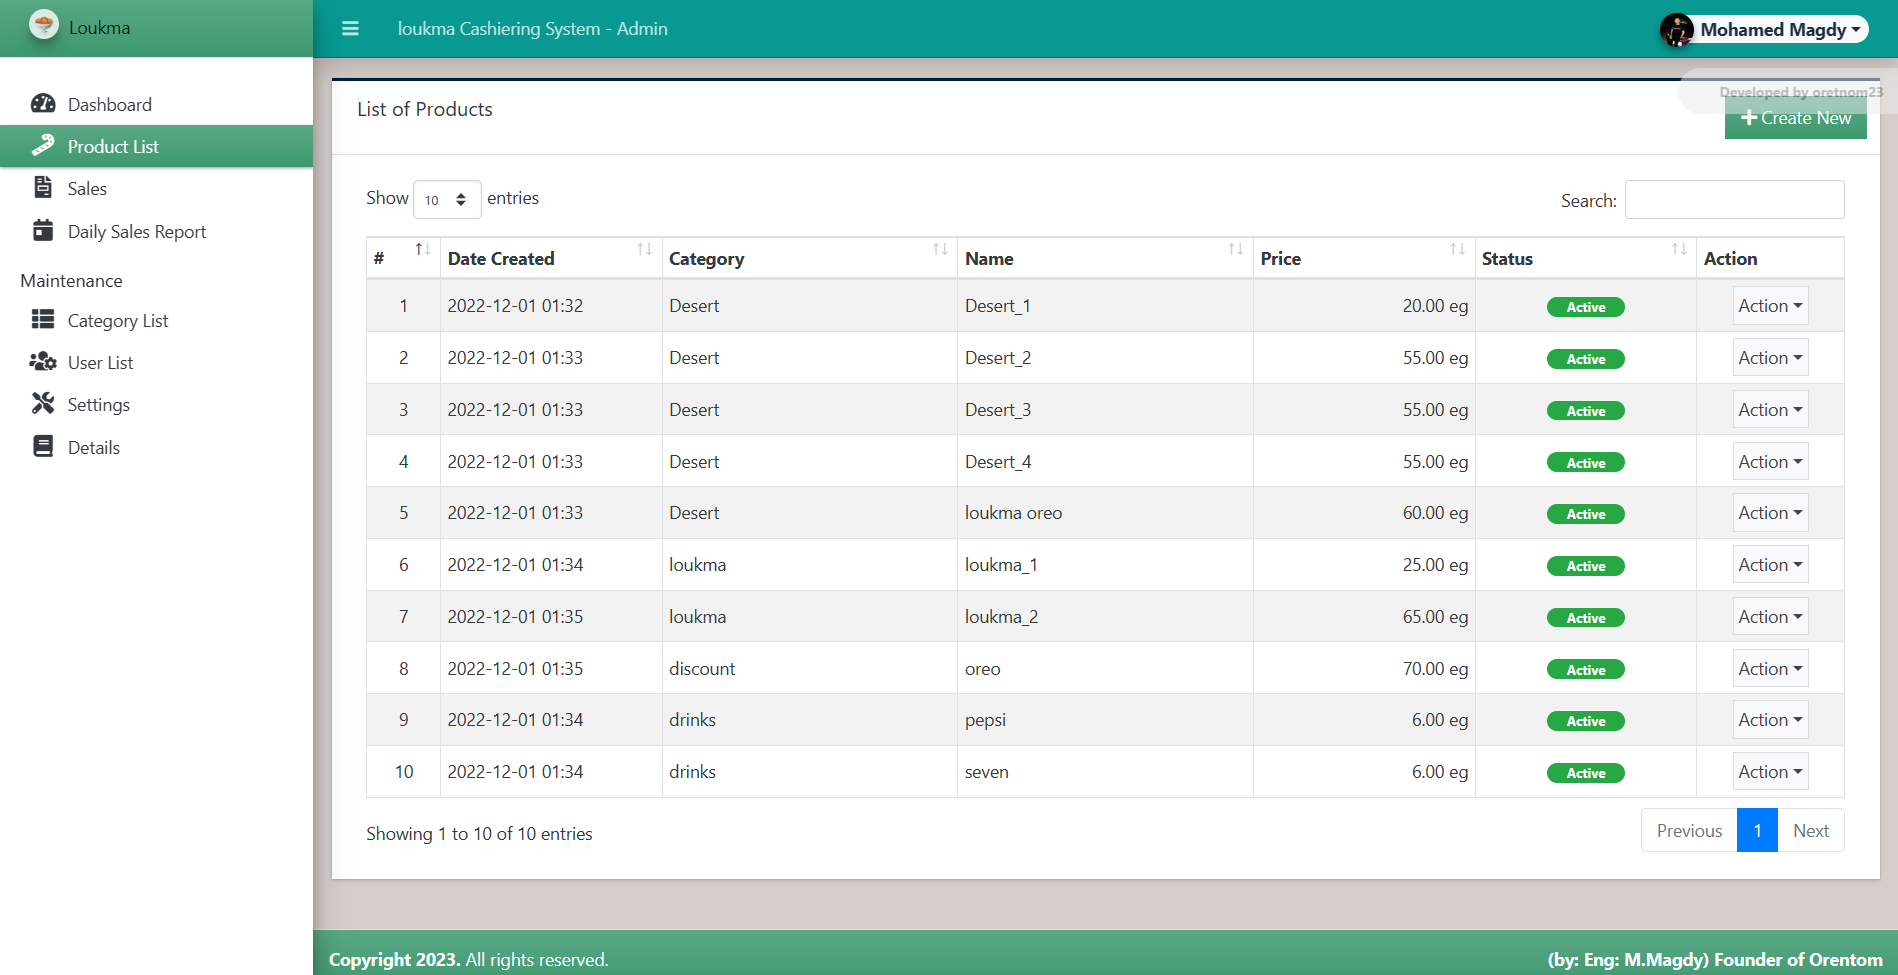 Loukma
loukma Cashiering System - Admin
Mohamed Magdy
Dashboard
Product List
Sales
Daily Sales Report
Maintenance
Category List
User List
Settings
Details
List of Products
Developed by oretnom23
Create New
Show 10 entries
Search:
# Date Created Category Name Price Status Action
1 2022-12-01 01:32 Desert Desert_1 20.00 eg Active Action
2 2022-12-01 01:33 Desert Desert_2 55.00 eg Active Action
3 2022-12-01 01:33 Desert Desert_3 55.00 eg Active Action
4 2022-12-01 01:33 Desert Desert_4 55.00 eg Active Action
5 2022-12-01 01:33 Desert loukma oreo 60.00 eg Active Action
6 2022-12-01 01:34 loukma loukma_1 25.00 eg Active Action
7 2022-12-01 01:35 loukma loukma_2 65.00 eg Active Action
8 2022-12-01 01:35 discount oreo 70.00 eg Active Action
9 2022-12-01 01:34 drinks pepsi 6.00 eg Active Action
10 2022-12-01 01:34 drinks seven 6.00 eg Active Action
Showing 1 to 10 of 10 entries
Previous 1 Next
Copyright 2023. All rights reserved.
(by: Eng: M.Magdy) Founder of Orentom